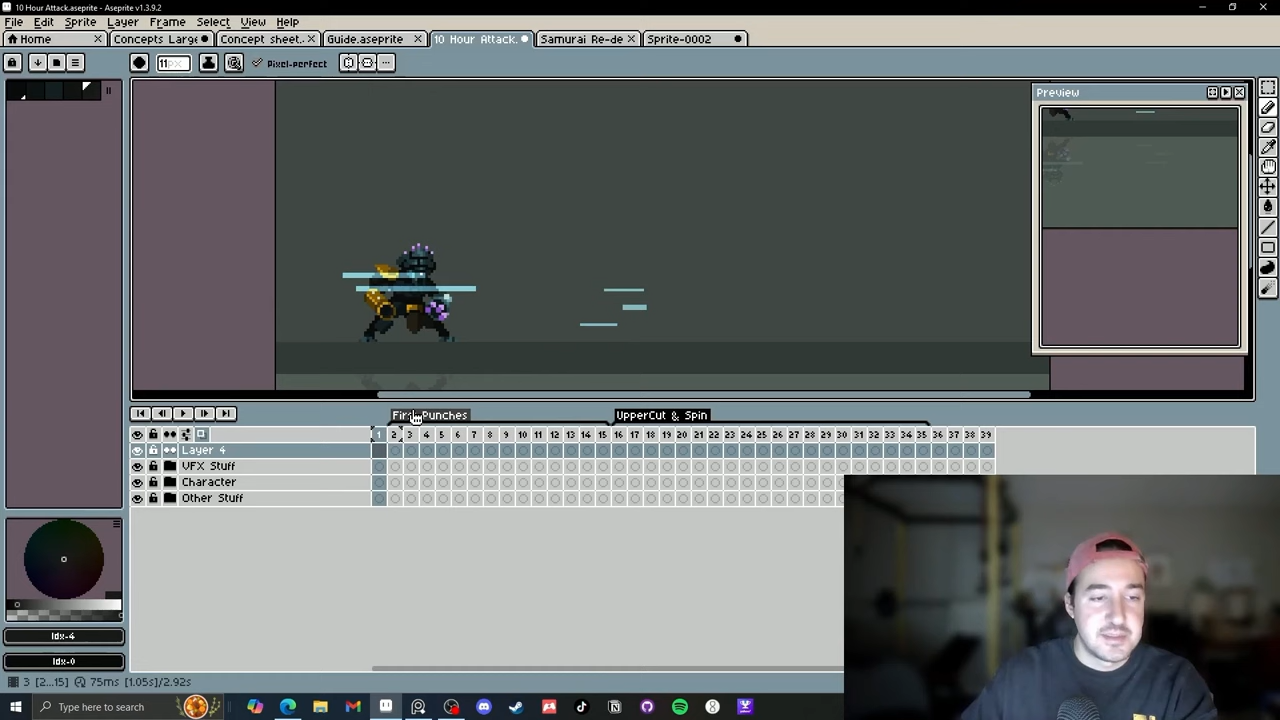 10 Hour Attack.aseprite - Aseprite v1.3.9.2
File Edit Sprite Layer Frame Select View Help
Home Concepts Large Concept sheet. Guide.aseprite 10 Hour Attack. Samurai Re-de Sprite-0002
11px Pixel-perfect
Preview
UpperCut & Spin
1 2 3 4 5 6 7 8 9 10 11 12 13 14 15 16 17 18 19 20 21 22 23 24 25 26 27 28 29 30 31 32 33 34 35 36 37 38 39
Layer 4
VFX Stuff
Character
Other Stuff
Idx-4
Idx-0
3 [2...15] 75ms [1.05s]/2.92s
Type here to search